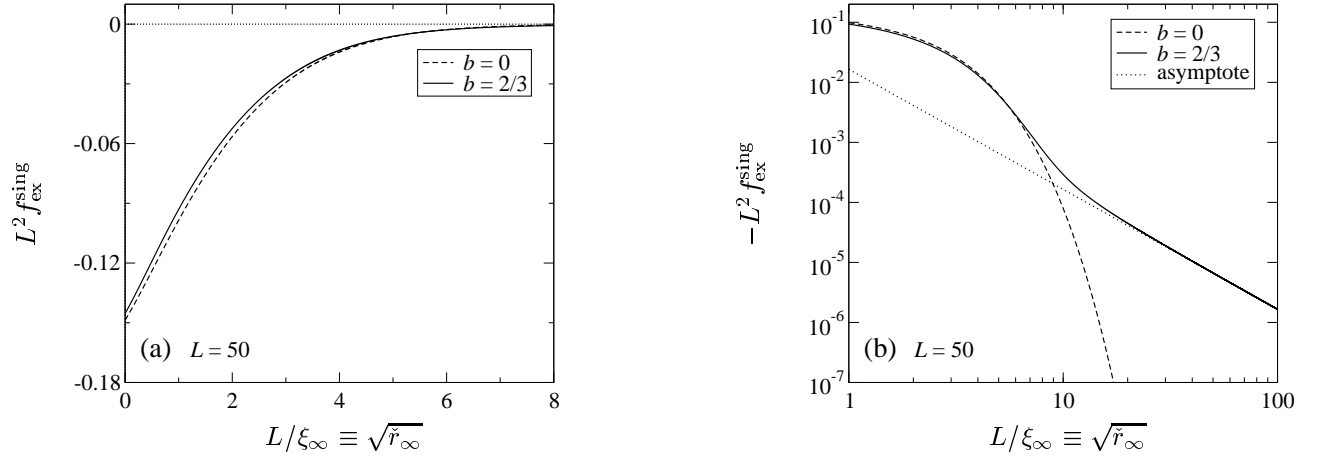 0
-0.06
-0.12
-0.18
0 2 4 6 8
b = 0
b = 2/3
(a) L = 50
L² f_ex^sing
L/ξ_∞ ≡ √ř_∞
10⁻¹
10⁻²
10⁻³
10⁻⁴
10⁻⁵
10⁻⁶
10⁻⁷
1 10 100
b = 0
b = 2/3
asymptote
(b) L = 50
−L² f_ex^sing
L/ξ_∞ ≡ √ř_∞